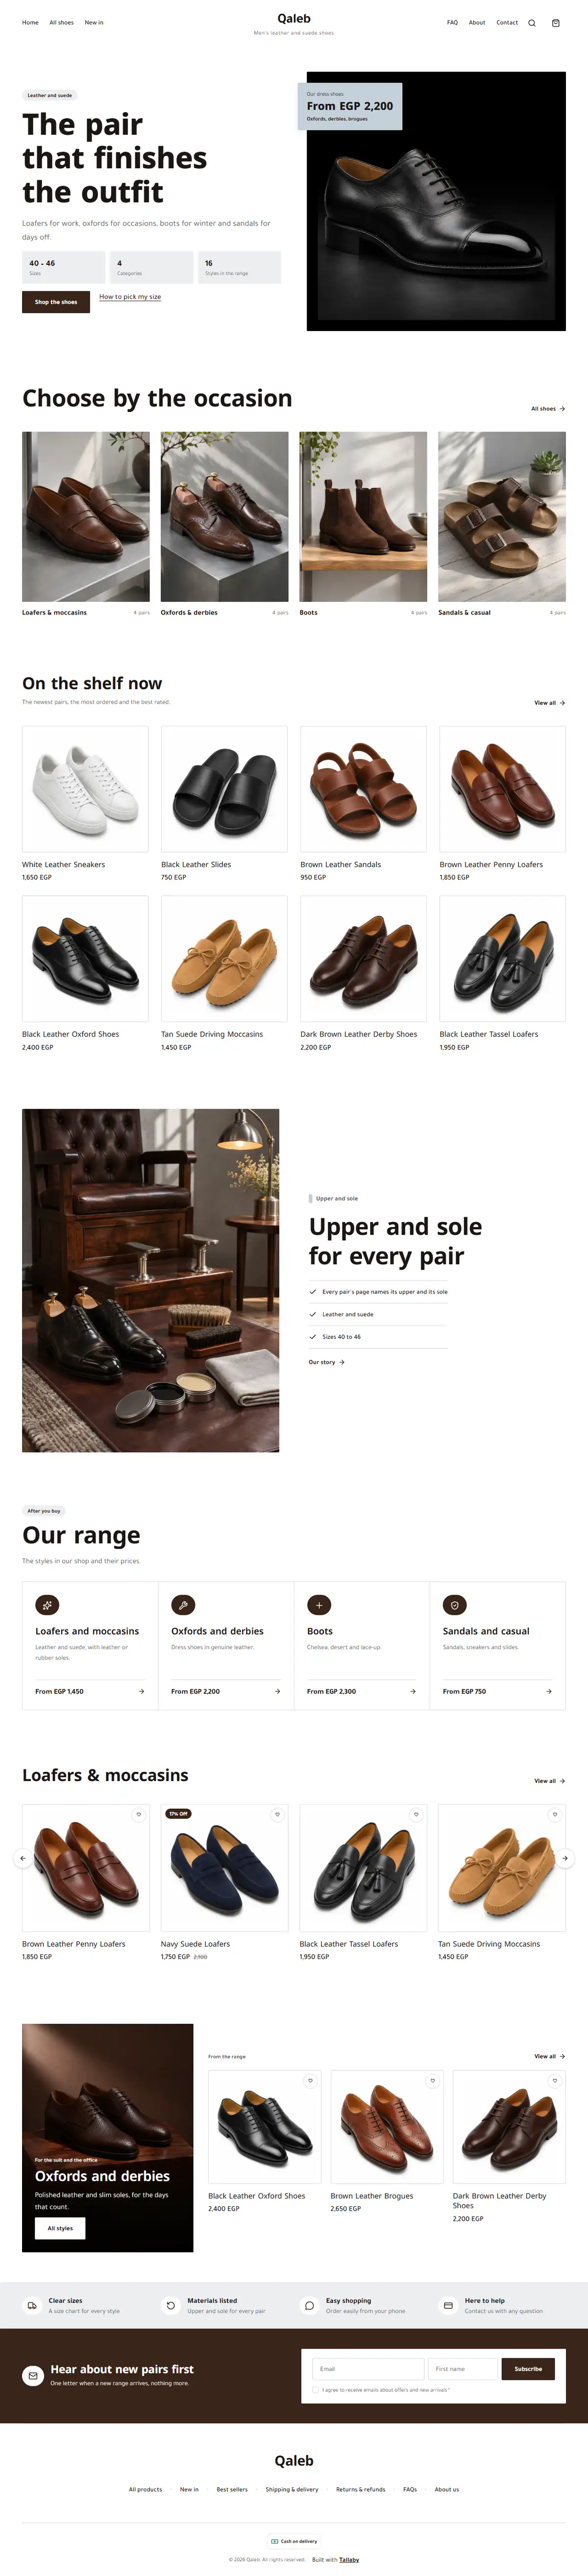 Home All shoes New in
Qaleb
Men's leather and suede shoes
FAQ About Contact
Leather and suede
The pair
that finishes
the outfit
Loafers for work, oxfords for occasions, boots for winter and sandals for
days off.
40 - 46
Sizes
4
Categories
16
Styles in the range
Shop the shoes
How to pick my size
Our dress shoes
From EGP 2,200
Oxfords, derbies, brogues
Choose by the occasion
All shoes
Loafers & moccasins 4 pairs
Oxfords & derbies 4 pairs
Boots 4 pairs
Sandals & casual 4 pairs
On the shelf now
The newest pairs, the most ordered and the best rated.
View all
White Leather Sneakers
1,650 EGP
Black Leather Slides
750 EGP
Brown Leather Sandals
950 EGP
Brown Leather Penny Loafers
1,850 EGP
Black Leather Oxford Shoes
2,400 EGP
Tan Suede Driving Moccasins
1,450 EGP
Dark Brown Leather Derby Shoes
2,200 EGP
Black Leather Tassel Loafers
1,950 EGP
Upper and sole
Upper and sole
for every pair
Every pair's page names its upper and its sole
Leather and suede
Sizes 40 to 46
Our story
After you buy
Our range
The styles in our shop and their prices.
Loafers and moccasins
Leather and suede, with leather or
rubber soles.
From EGP 1,450
Oxfords and derbies
Dress shoes in genuine leather.
From EGP 2,200
Boots
Chelsea, desert and lace-up.
From EGP 2,300
Sandals and casual
Sandals, sneakers and slides.
From EGP 750
Loafers & moccasins
View all
Brown Leather Penny Loafers
1,850 EGP
17% Off
Navy Suede Loafers
1,750 EGP 2,100
Black Leather Tassel Loafers
1,950 EGP
Tan Suede Driving Moccasins
1,450 EGP
For the suit and the office
Oxfords and derbies
Polished leather and slim soles, for the days
that count.
All styles
From the range
View all
Black Leather Oxford Shoes
2,400 EGP
Brown Leather Brogues
2,650 EGP
Dark Brown Leather Derby
Shoes
2,200 EGP
Clear sizes
A size chart for every style
Materials listed
Upper and sole for every pair
Easy shopping
Order easily from your phone
Here to help
Contact us with any question
Hear about new pairs first
One letter when a new range arrives, nothing more.
Email
First name
Subscribe
I agree to receive emails about offers and new arrivals *
Qaleb
All products New in Best sellers Shipping & delivery Returns & refunds FAQs About us
Cash on delivery
© 2026 Qaleb. All rights reserved. Built with Tallaby